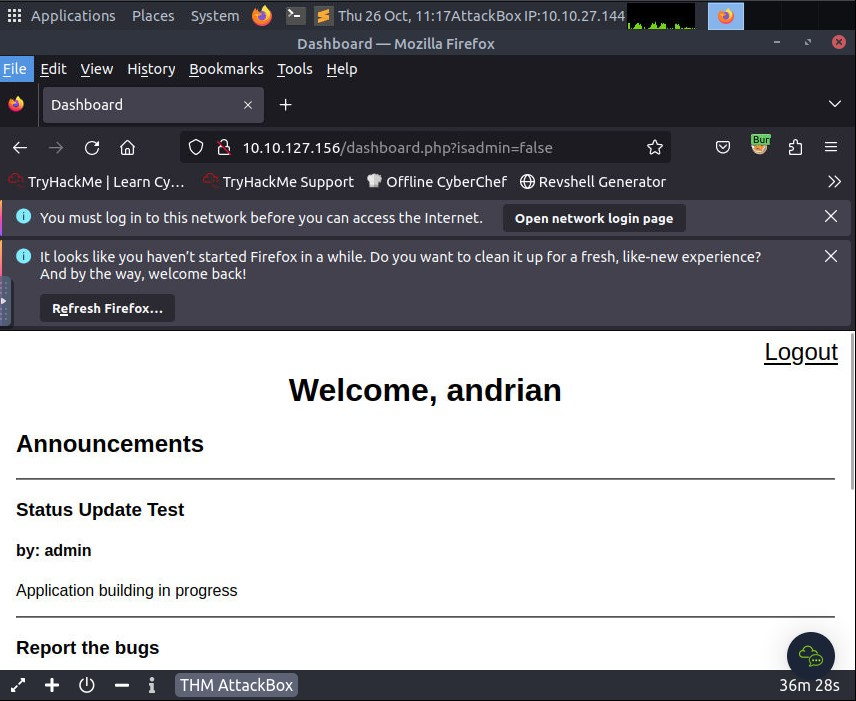 Applications Places System Thu 26 Oct, 11:17 AttackBox IP:10.10.27.144
Dashboard — Mozilla Firefox
File Edit View History Bookmarks Tools Help
Dashboard
10.10.127.156/dashboard.php?isadmin=false
Bur
TryHackMe | Learn Cy... TryHackMe Support Offline CyberChef Revshell Generator
You must log in to this network before you can access the Internet. Open network login page
It looks like you haven't started Firefox in a while. Do you want to clean it up for a fresh, like-new experience?
And by the way, welcome back!
Refresh Firefox...
Logout
Welcome, andrian
Announcements
Status Update Test
by: admin
Application building in progress
Report the bugs
THM AttackBox 36m 28s